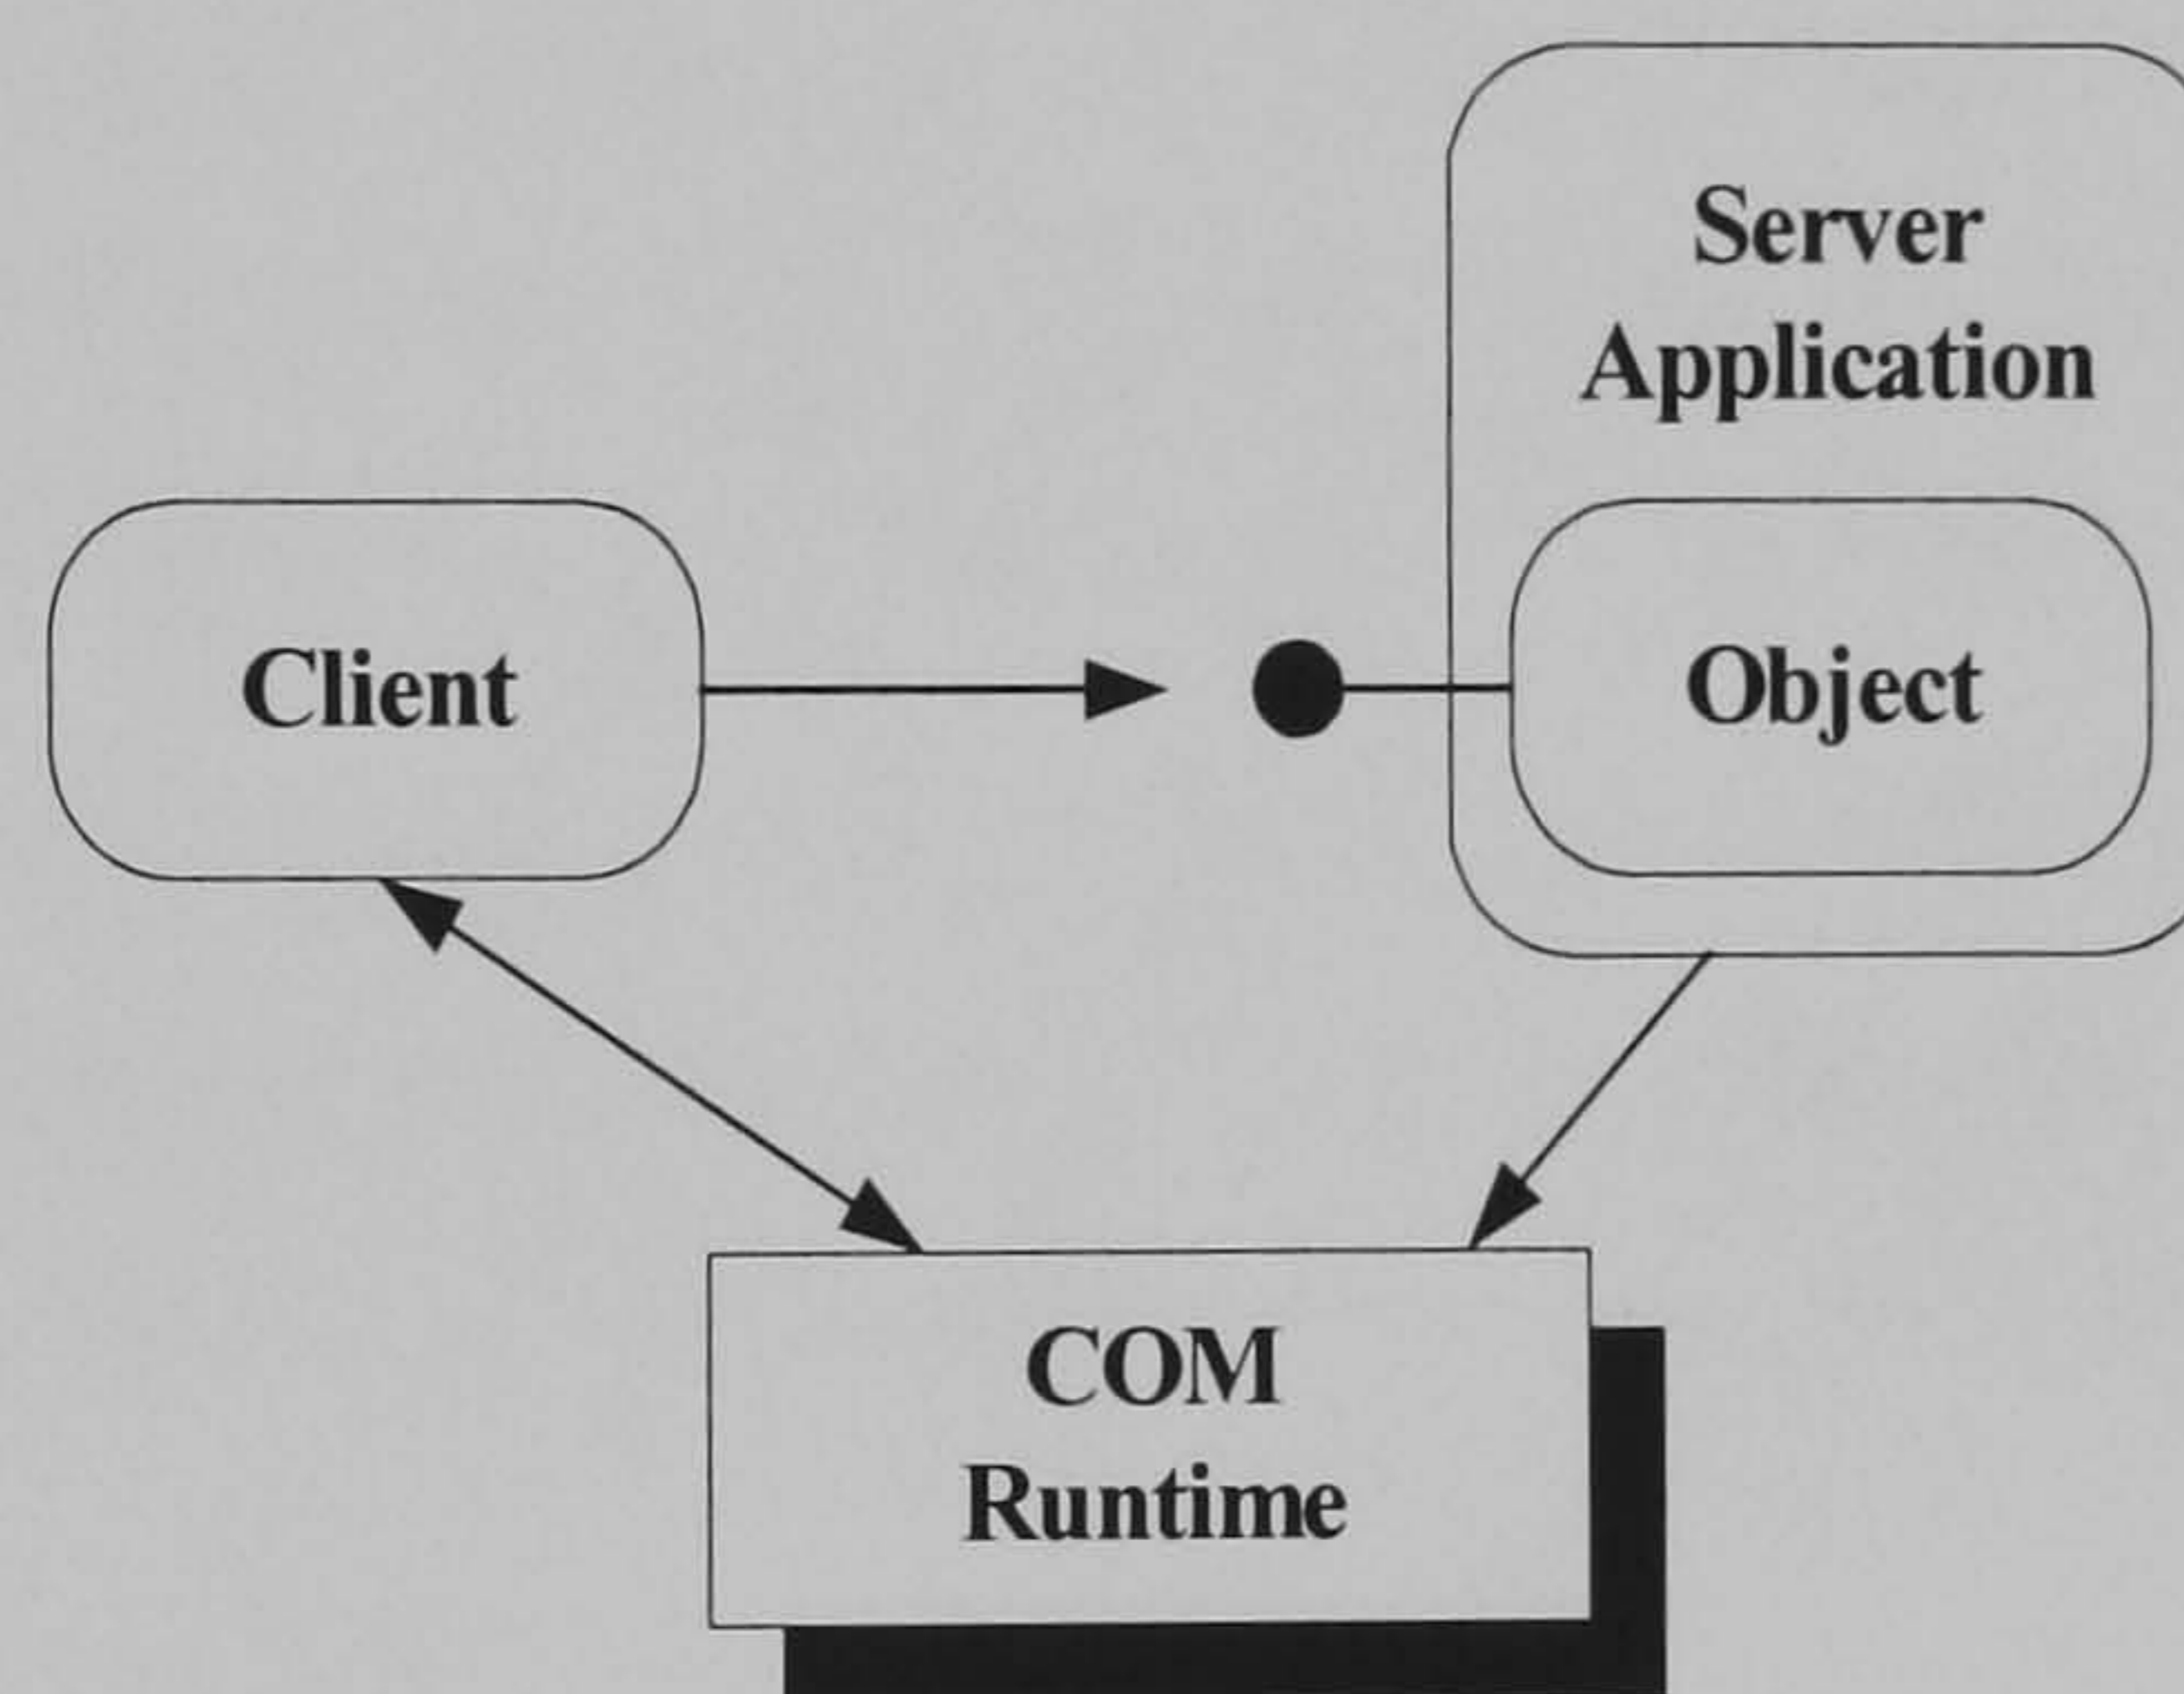 Server
Application
Client
Object
COM
Runtime